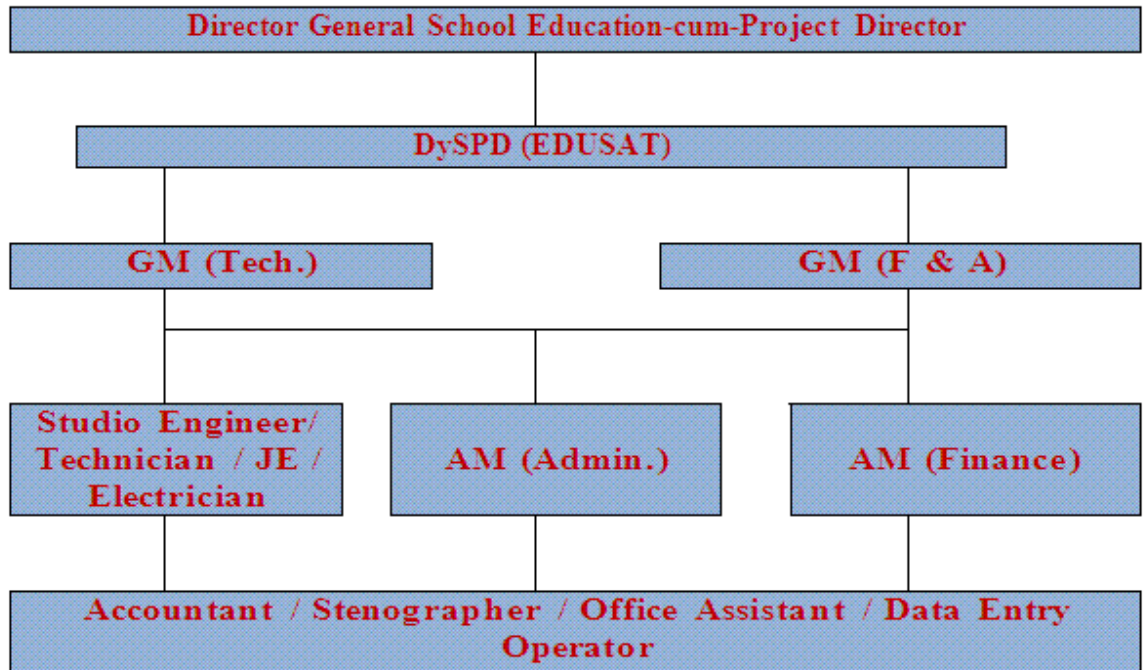 Director General School Education-cum-Project Director
DySPD (EDUSAT)
GM (Tech.)
GM (F & A)
Studio Engineer/
Technician / JE /
Electrician
AM (Admin.)
AM (Finance)
Accountant / Stenographer / Office Assistant / Data Entry
Operator